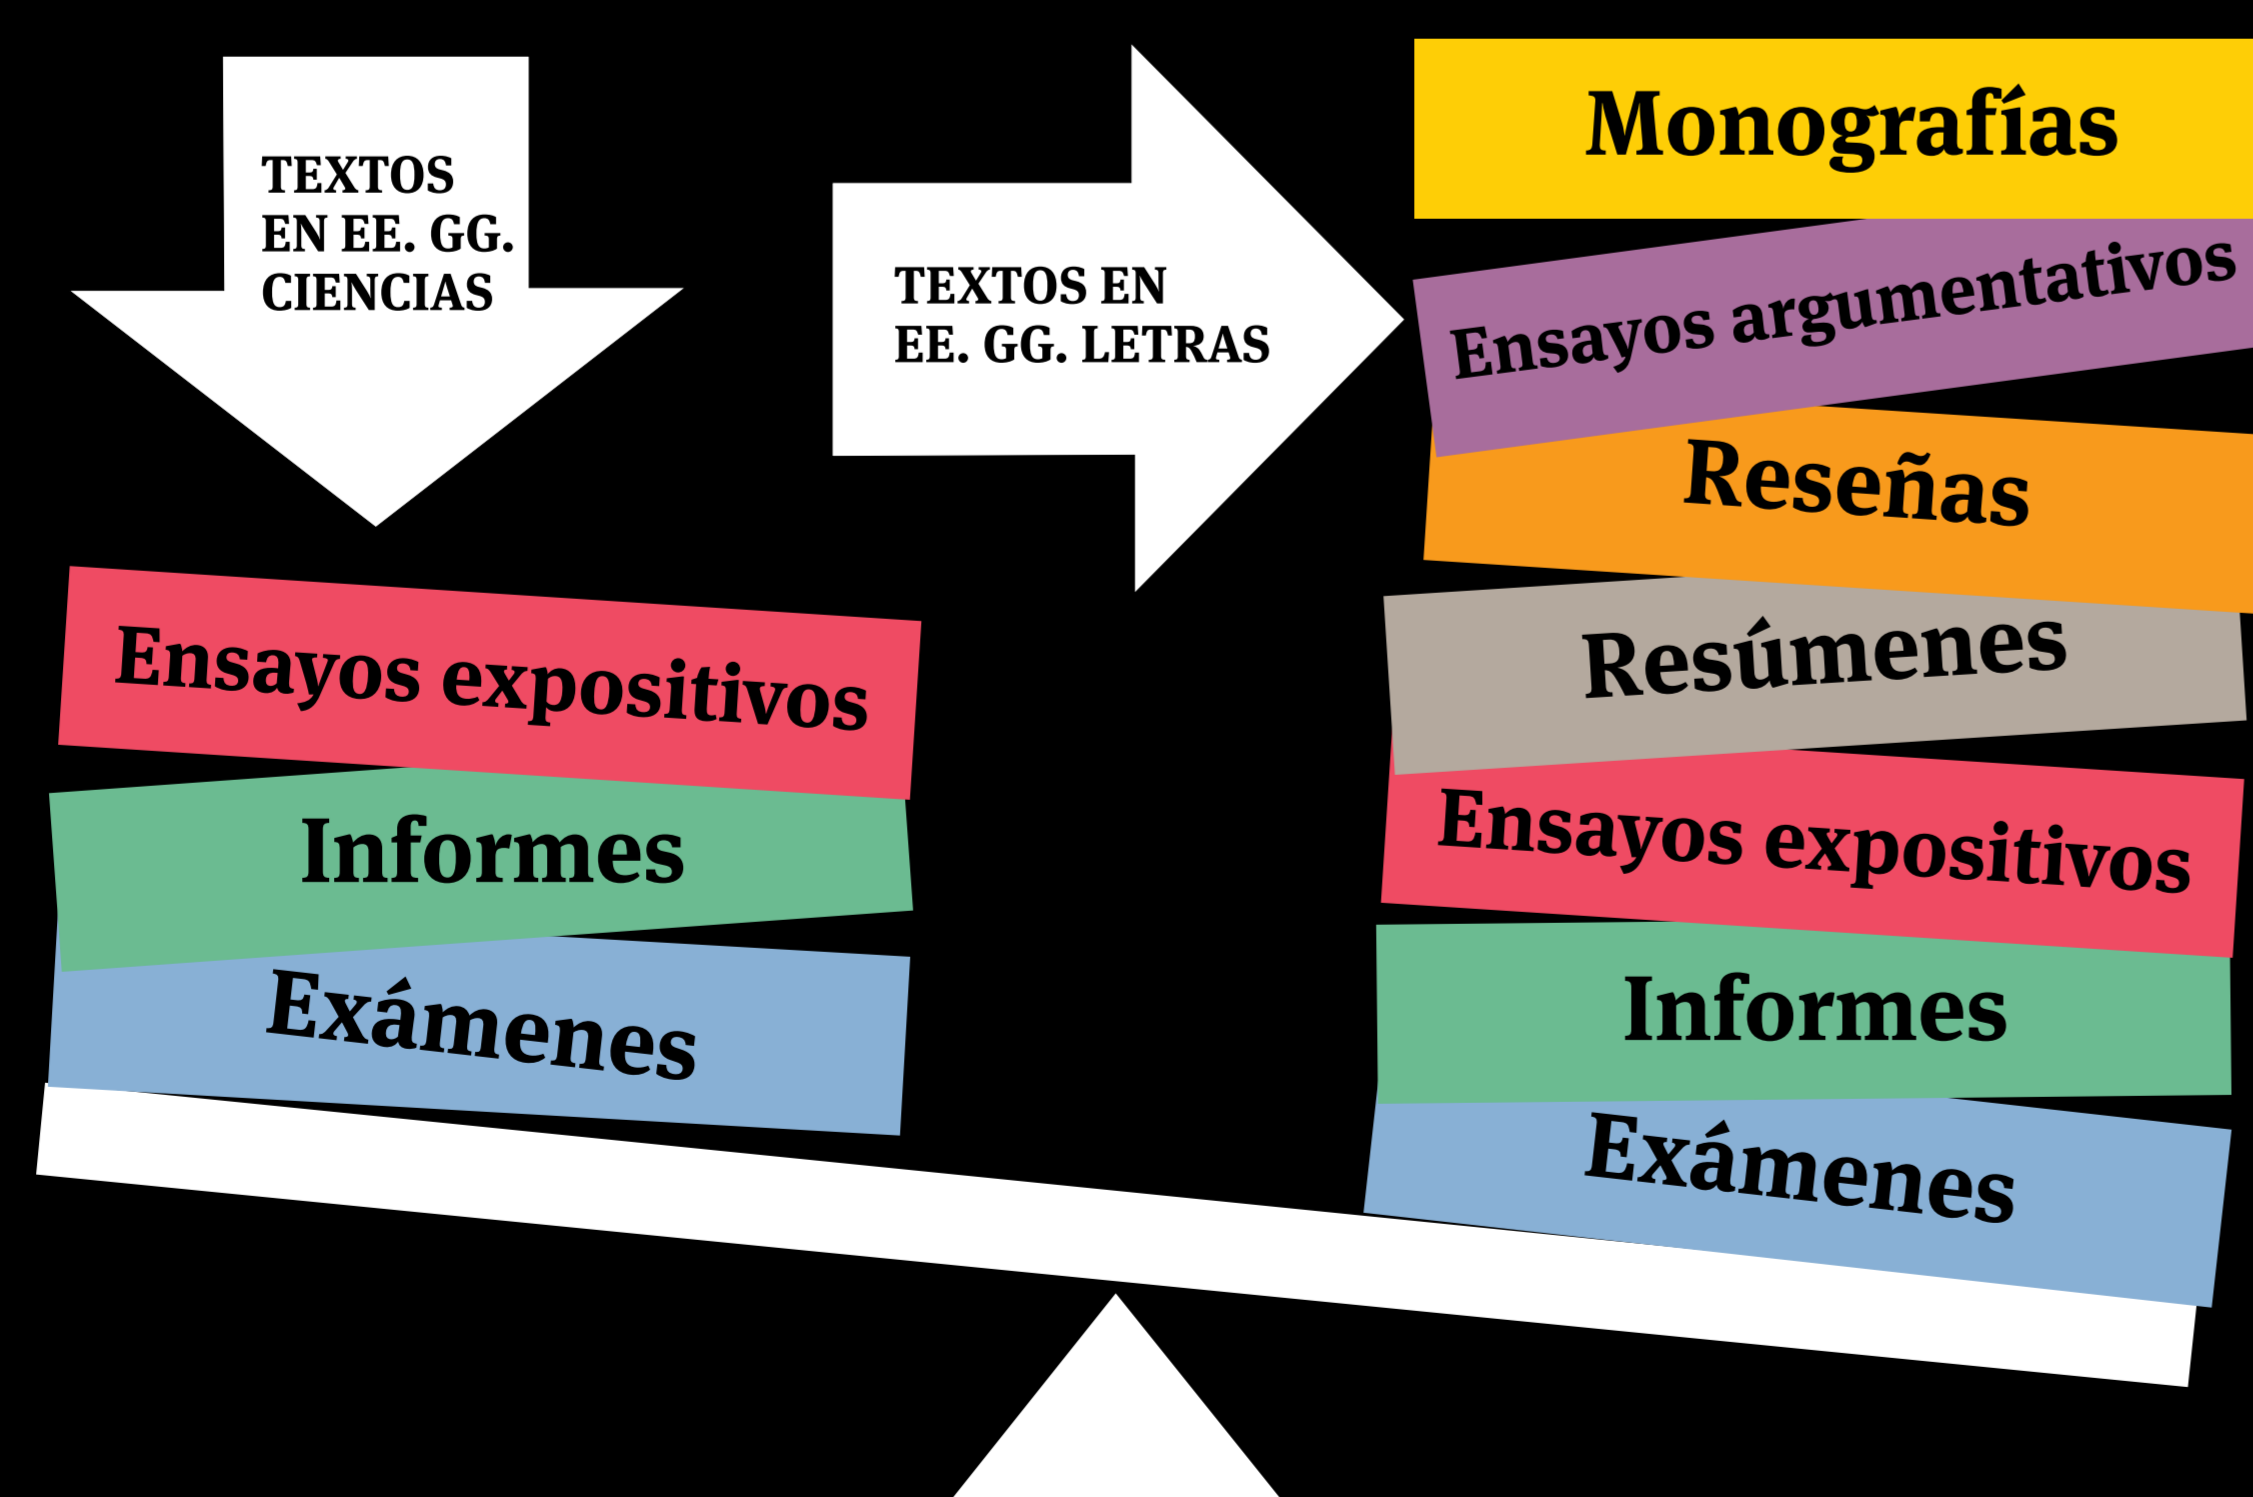 TEXTOS
EN EE. GG.
CIENCIAS
Ensayos expositivos
Informes
Exámenes
TEXTOS EN
EE. GG. LETRAS
Monografías
Ensayos argumentativos
Reseñas
Resúmenes
Ensayos expositivos
Informes
Exámenes